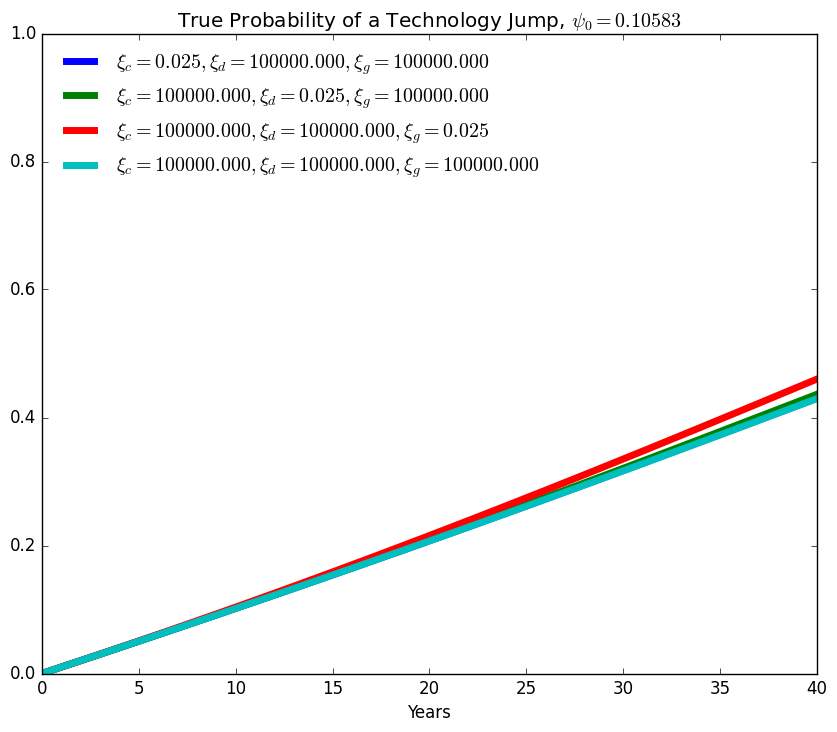 True Probability of a Technology Jump, ψ₀ = 0.10583
1.0
ξ_c = 0.025, ξ_d = 100000.000, ξ_g = 100000.000
ξ_c = 100000.000, ξ_d = 0.025, ξ_g = 100000.000
ξ_c = 100000.000, ξ_d = 100000.000, ξ_g = 0.025
0.8
ξ_c = 100000.000, ξ_d = 100000.000, ξ_g = 100000.000
0.6
0.4
0.2
0.0
0 5 10 15 20 25 30 35 40
Years